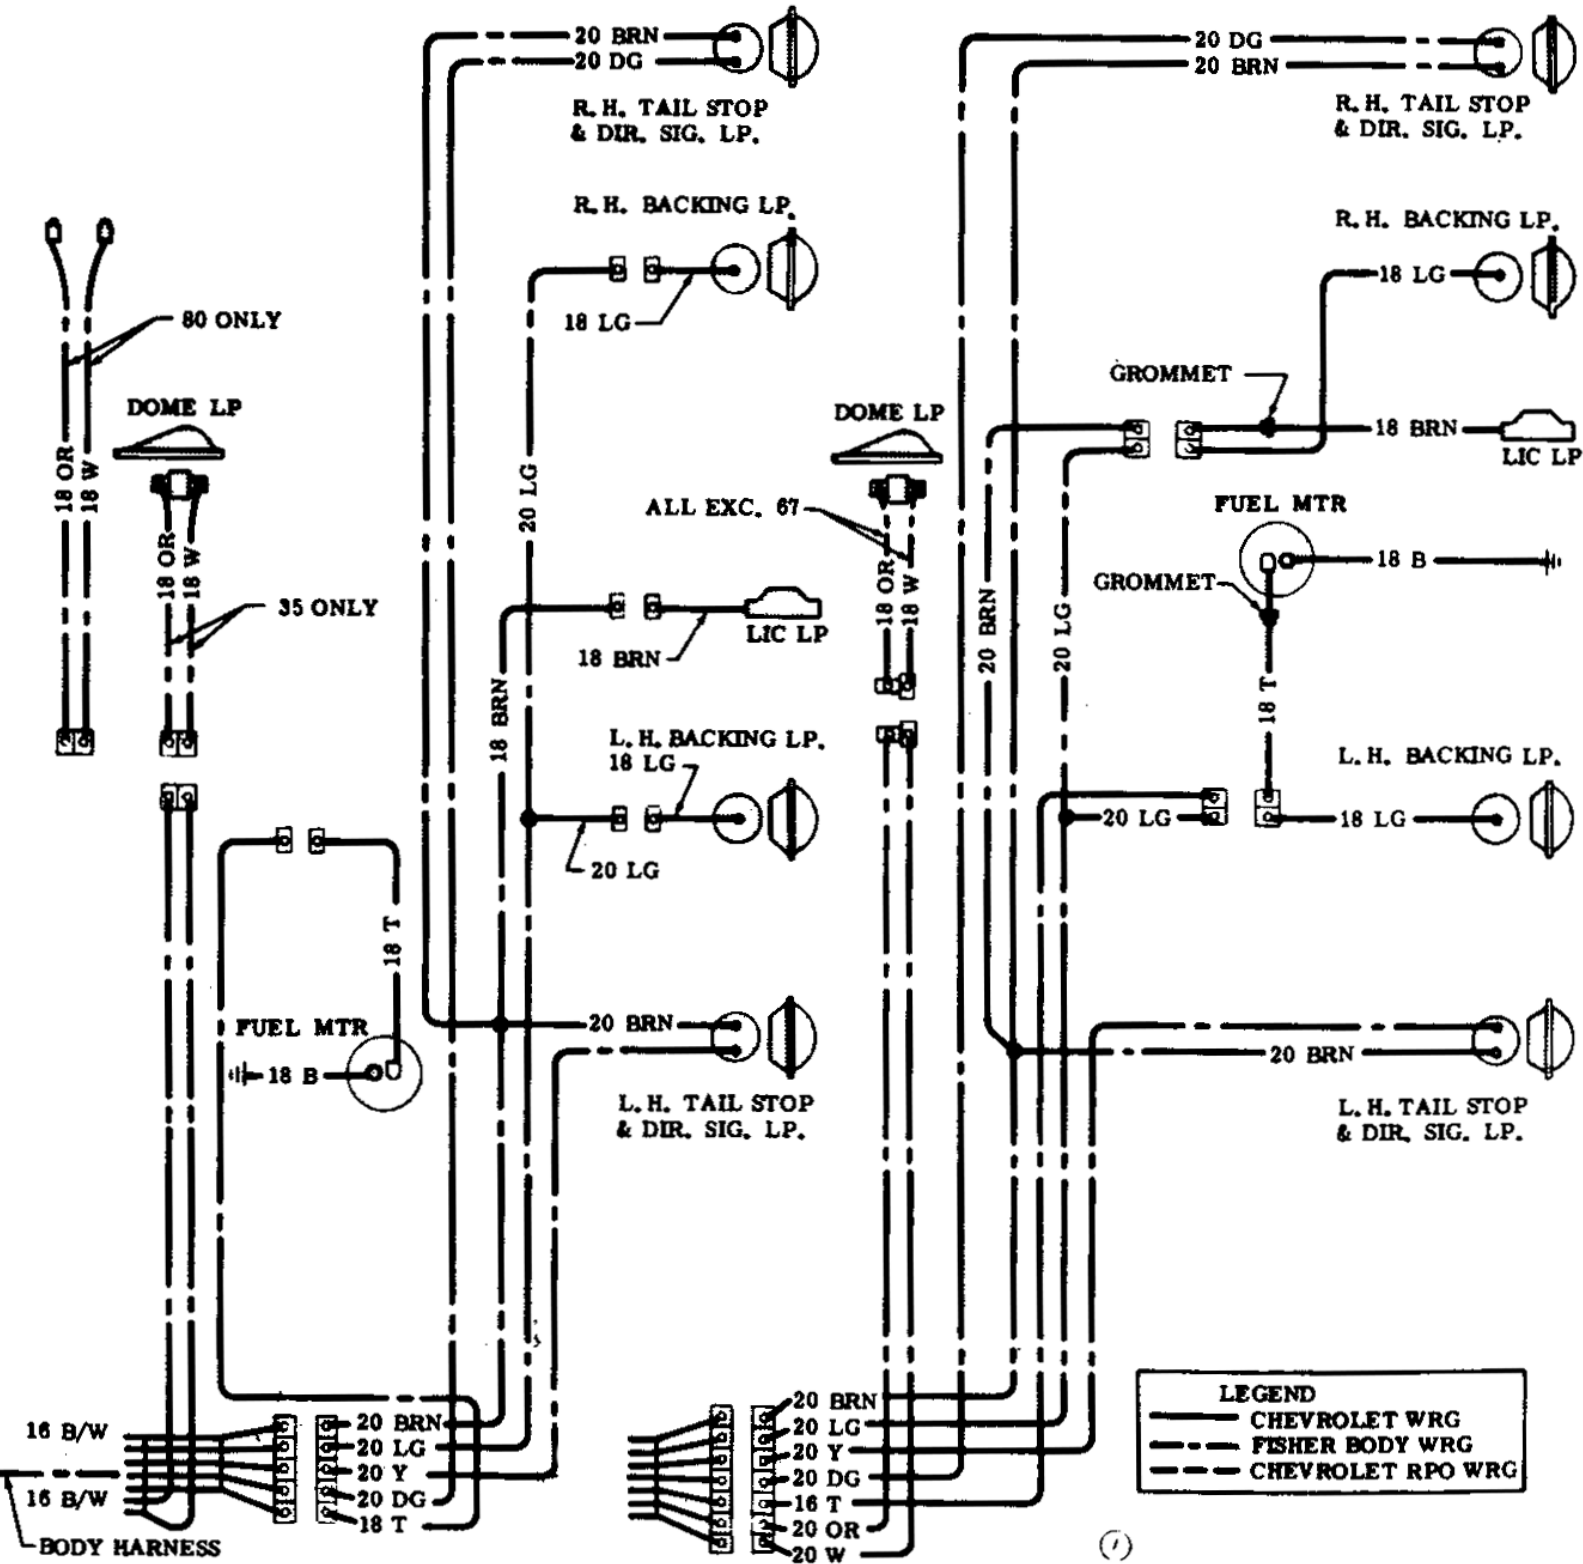 20 BRN
20 DG
R. H. TAIL STOP
& DIR. SIG. LP.
R. H. BACKING LP.
18 LG
80 ONLY
DOME LP
18 OR
18 W
18 OR
18 W
35 ONLY
20 LG
LIC LP
18 BRN
18 BRN
L. H. BACKING LP.
18 LG
20 LG
18 T
FUEL MTR
18 B
20 BRN
L. H. TAIL STOP
& DIR. SIG. LP.
16 B/W
16 B/W
BODY HARNESS
20 BRN
20 LG
20 Y
20 DG
18 T
20 DG
20 BRN
R. H. TAIL STOP
& DIR. SIG. LP.
R. H. BACKING LP.
18 LG
GROMMET
18 BRN
LIC LP
DOME LP
ALL EXC. 67
18 OR
18 W
FUEL MTR
18 B
GROMMET
20 BRN
20 LG
18 T
L. H. BACKING LP.
20 LG
18 LG
20 BRN
L. H. TAIL STOP
& DIR. SIG. LP.
20 BRN
20 LG
20 Y
20 DG
16 T
20 OR
20 W
LEGEND
CHEVROLET WRG
FISHER BODY WRG
CHEVROLET RPO WRG